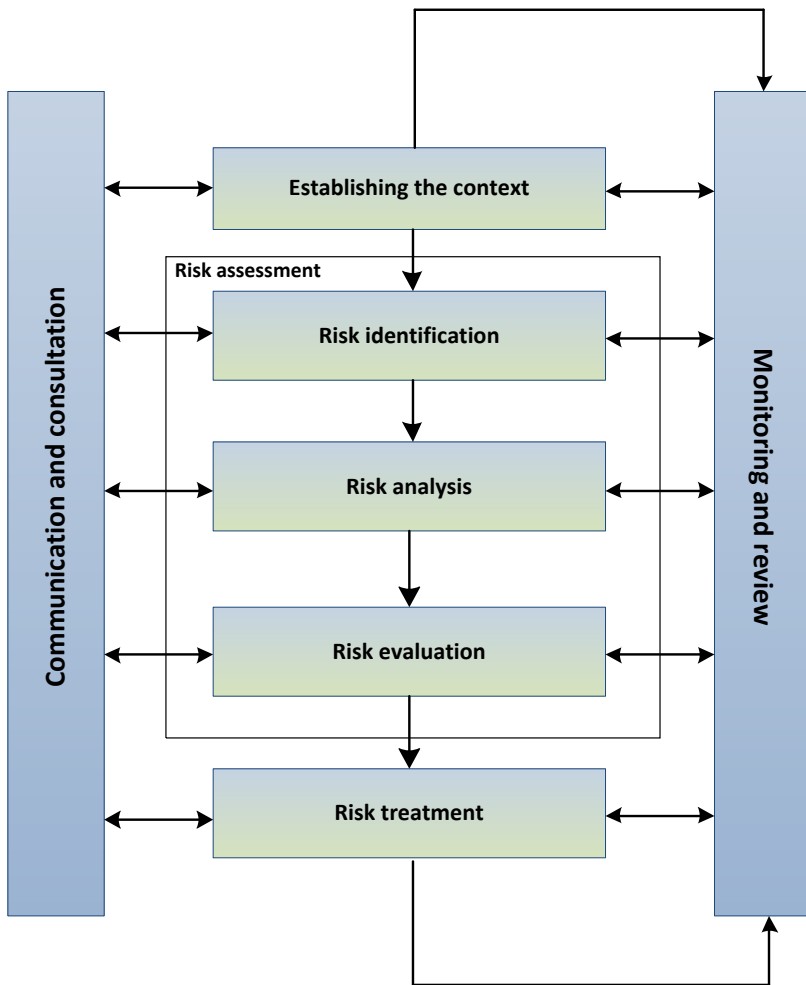 Establishing the context
Risk assessment
Risk identification
Risk analysis
Risk evaluation
Risk treatment
Communication and consultation
Monitoring and review